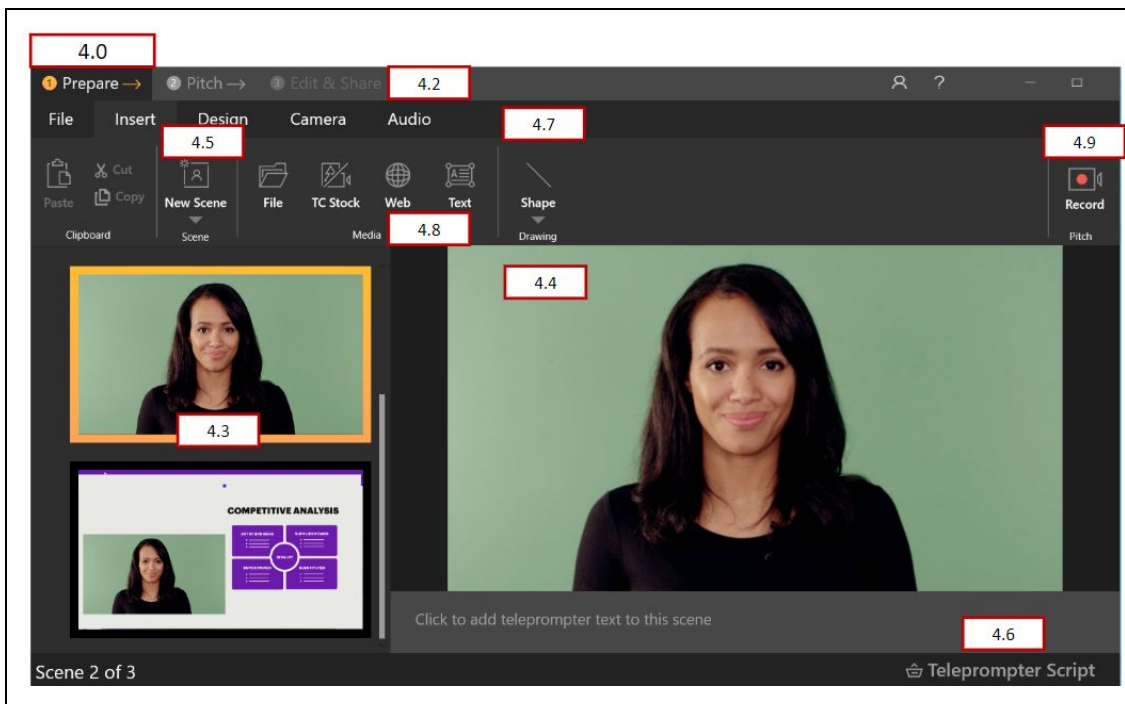 4.0
1 Prepare → 2 Pitch → 3 Edit & Share 4.2 ?
File Insert Design Camera Audio 4.7
4.5 4.9
Paste Cut Copy New Scene File TC Stock Web Text Shape Record
Clipboard Scene Media 4.8 Drawing Pitch
4.4
4.3
COMPETITIVE ANALYSIS
Click to add teleprompter text to this scene
4.6
Scene 2 of 3 Teleprompter Script